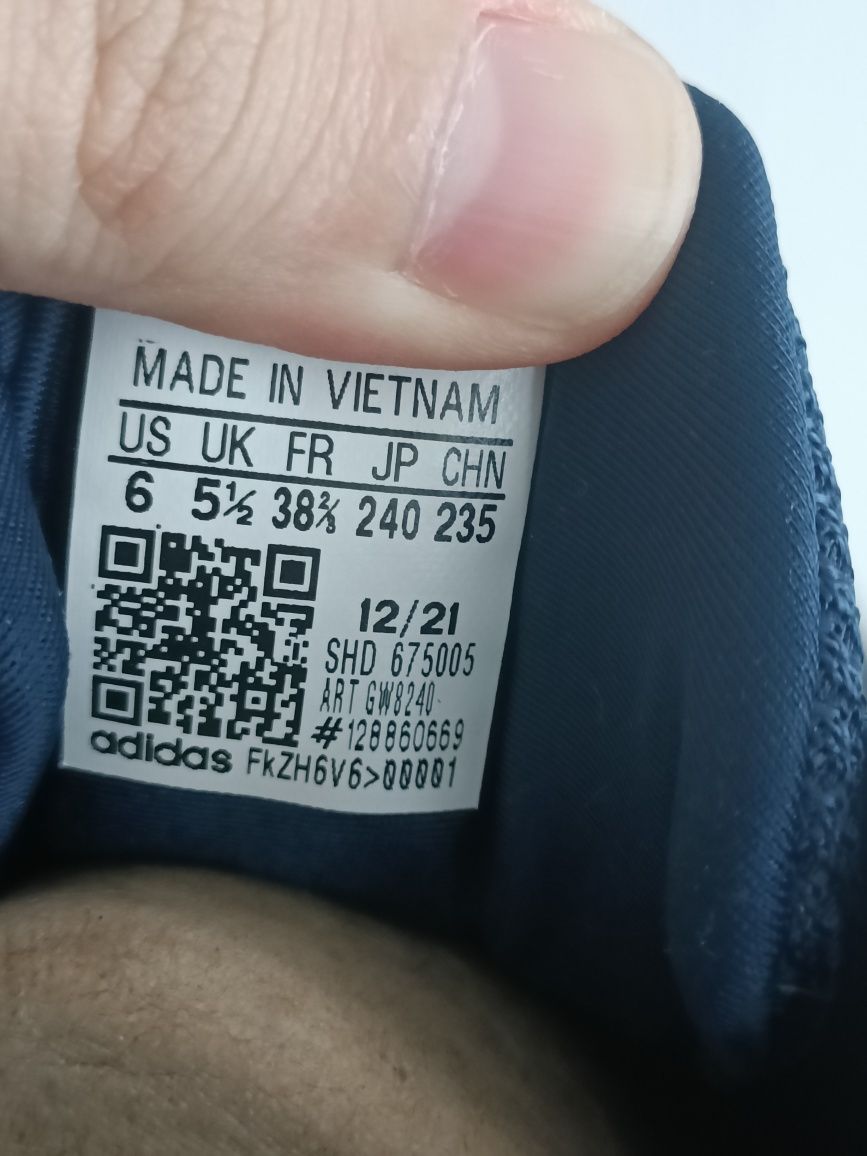 MADE IN VIETNAM
US UK FR JP CHN
6 5½ 38⅔ 240 235
12/21
SHD 675005
ART GW8240
#128860669
adidas FkZH6V6>00001